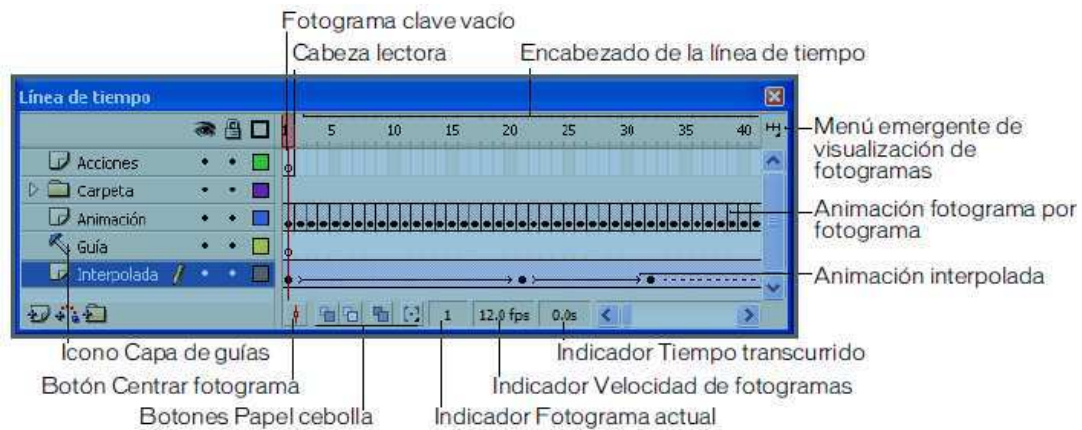 Fotograma clave vacío
Cabeza lectora
Encabezado de la línea de tiempo
Línea de tiempo
1 5 10 15 20 25 30 35 40
Menú emergente de
visualización de
fotogramas
Acciones
Carpeta
Animación
Animación fotograma por
fotograma
Guía
Interpolada
Animación interpolada
1 12.0 fps 0.0s
Icono Capa de guías
Indicador Tiempo transcurrido
Botón Centrar fotograma
Indicador Velocidad de fotogramas
Botones Papel cebolla
Indicador Fotograma actual